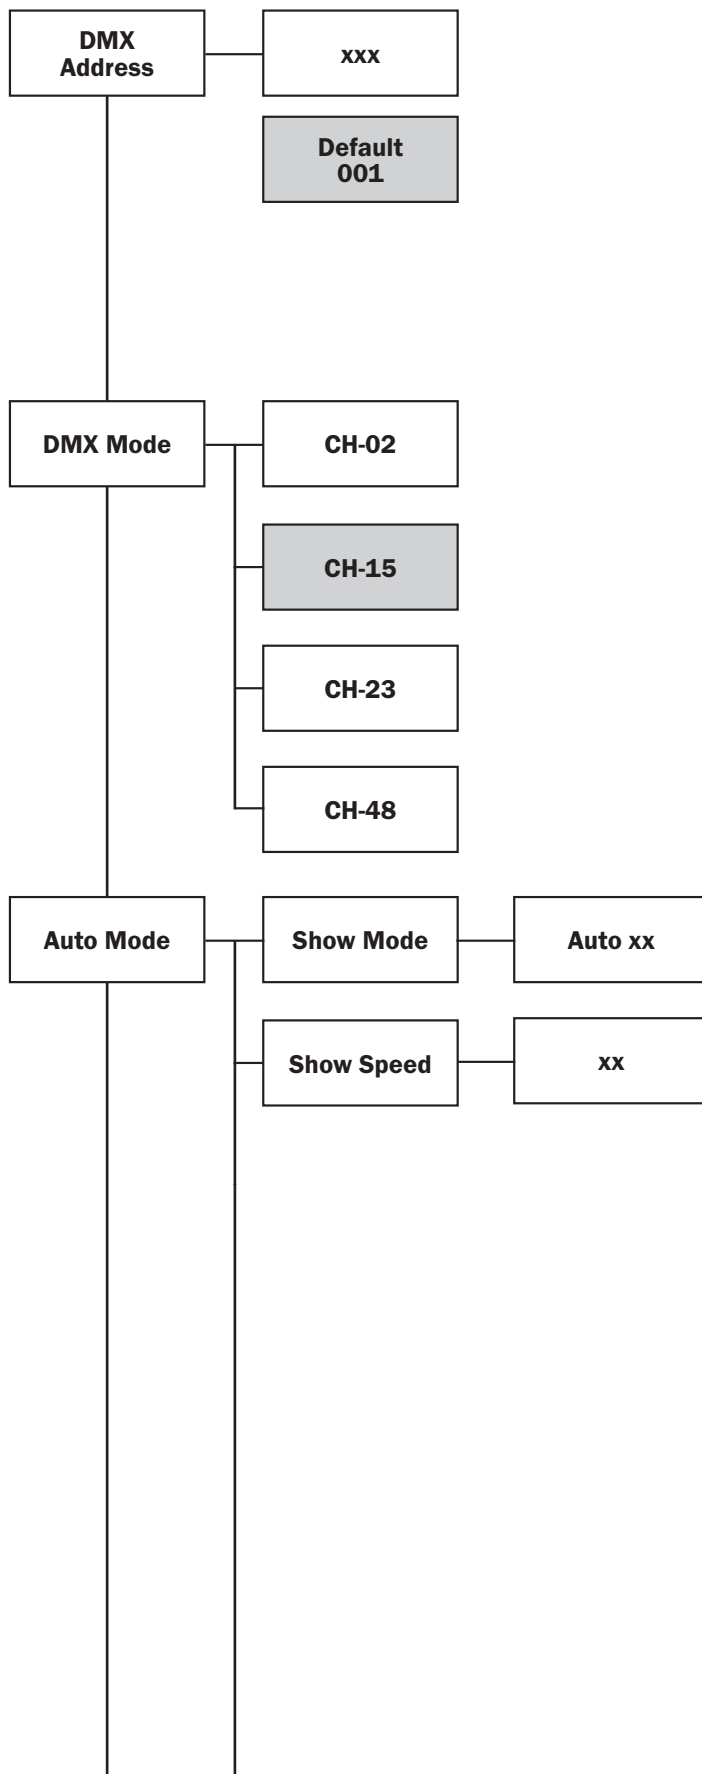 DMX
Address
xxx
Default
001
DMX Mode
CH-02
CH-15
CH-23
CH-48
Auto Mode
Show Mode
Auto xx
Show Speed
xx